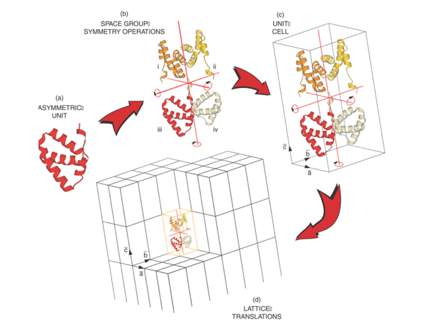 (b)
SPACE GROUP
SYMMETRY OPERATIONS
(c)
UNIT
CELL
(a)
ASYMMETRIC
UNIT
i
ii
iii
iv
c
b
a
c
b
a
(d)
LATTICE
TRANSLATIONS